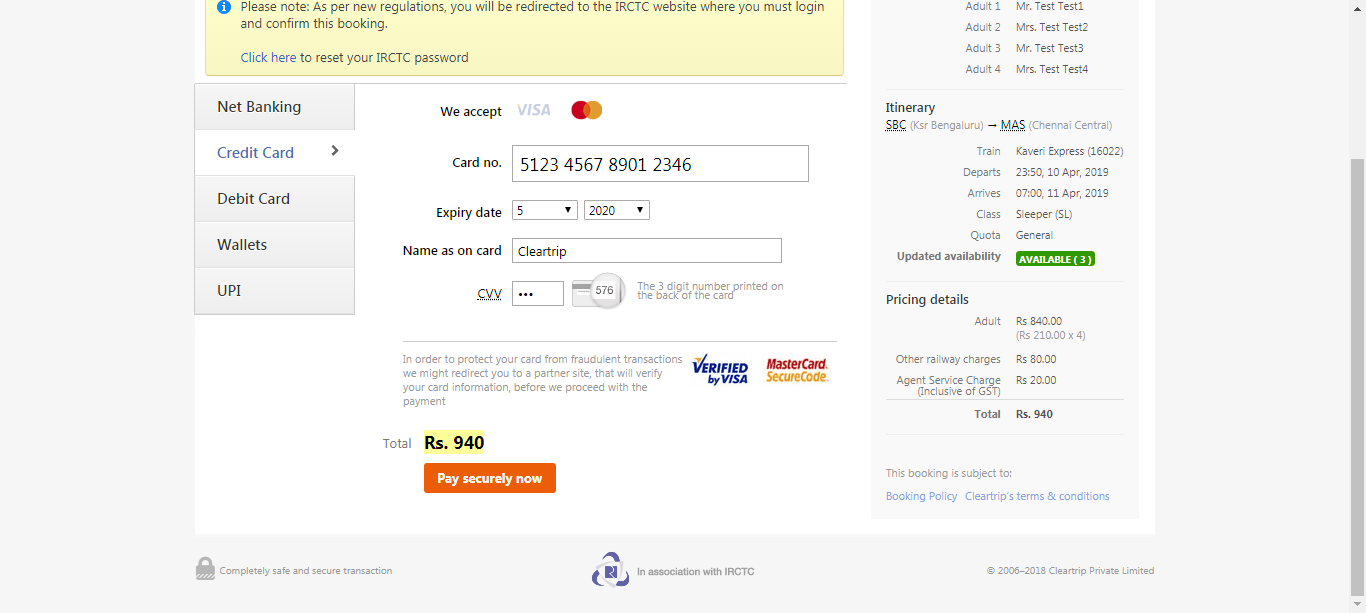 Please note: As per new regulations, you will be redirected to the IRCTC website where you must login
and confirm this booking.
Click here to reset your IRCTC password
Net Banking
Credit Card
Debit Card
Wallets
UPI
We accept VISA
Card no. 5123 4567 8901 2346
Expiry date 5 2020
Name as on card Cleartrip
CVV ••• 576 The 3 digit number printed on
the back of the card
In order to protect your card from fraudulent transactions
we might redirect you to a partner site, that will verify
your card information, before we proceed with the
payment
VERIFIED
by VISA
MasterCard.
SecureCode.
Total Rs. 940
Pay securely now
Adult 1 Mr. Test Test1
Adult 2 Mrs. Test Test2
Adult 3 Mr. Test Test3
Adult 4 Mrs. Test Test4
Itinerary
SBC (Ksr Bengaluru) → MAS (Chennai Central)
Train Kaveri Express (16022)
Departs 23:50, 10 Apr, 2019
Arrives 07:00, 11 Apr, 2019
Class Sleeper (SL)
Quota General
Updated availability AVAILABLE ( 3 )
Pricing details
Adult Rs 840.00
(Rs 210.00 x 4)
Other railway charges Rs 80.00
Agent Service Charge Rs 20.00
(Inclusive of GST)
Total Rs. 940
This booking is subject to:
Booking Policy Cleartrip's terms & conditions
Completely safe and secure transaction
In association with IRCTC
© 2006–2018 Cleartrip Private Limited